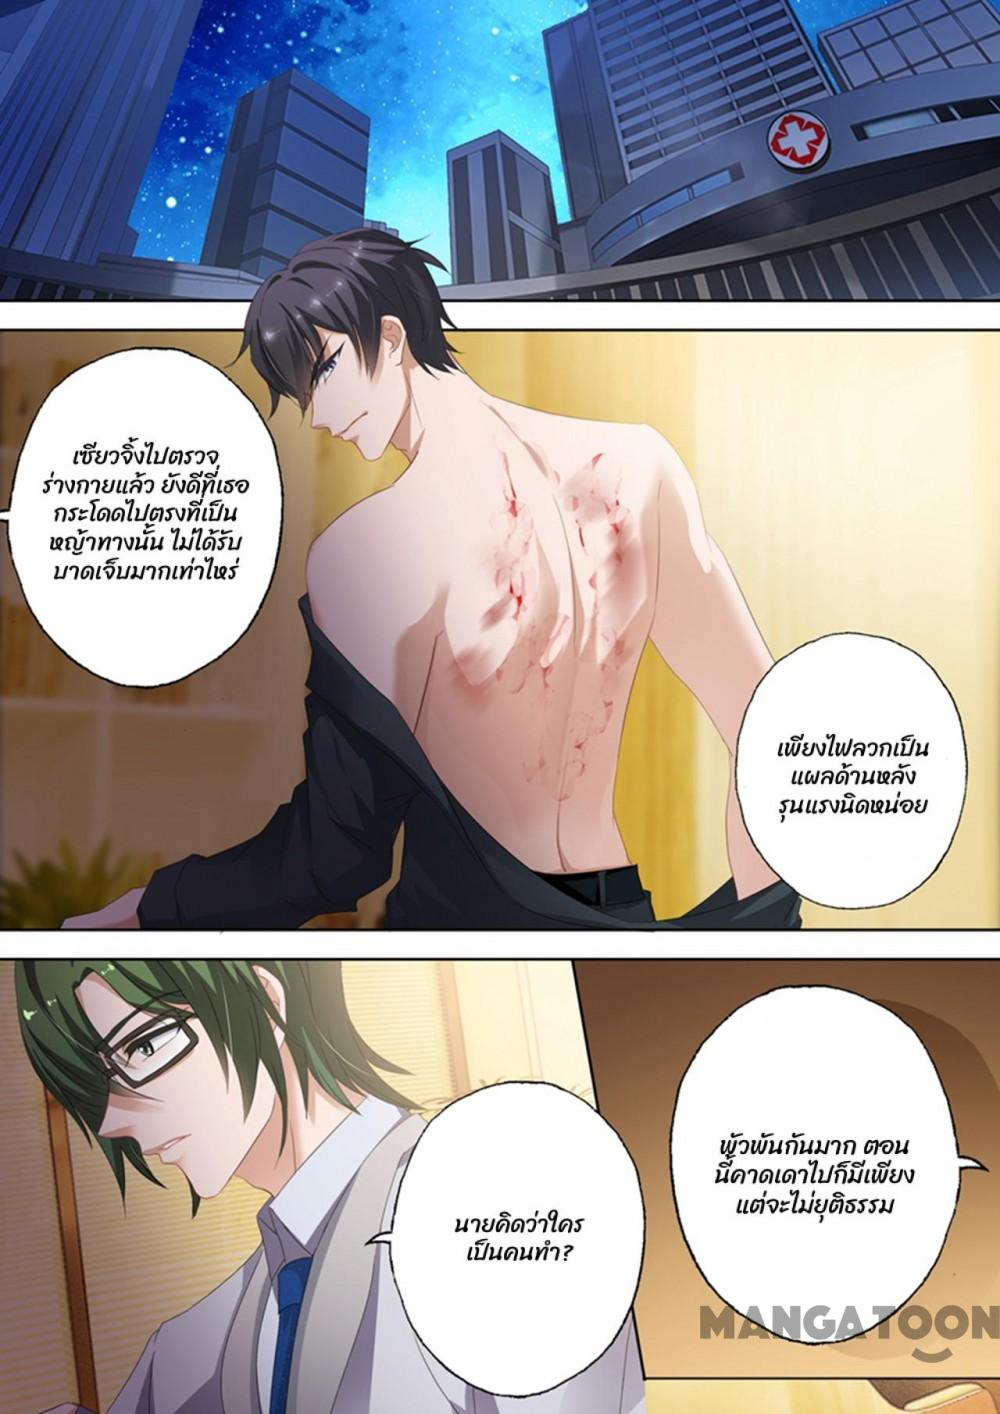 เซียวจิ้งไปตรวจ
ร่างกายแล้ว ยังดีที่เธอ
กระโดดไปตรงที่เป็น
หญ้าทางนั้น ไม่ได้รับ
บาดเจ็บมากเท่าไหร่
เพียงไฟลวกเป็น
แผลด้านหลัง
รุนแรงนิดหน่อย
นายคิดว่าใคร
เป็นคนทำ?
พัวพันกันมาก ตอน
นี้คาดเดาไปก็มีเพียง
แต่จะไม่ยุติธรรม
MANGATOON